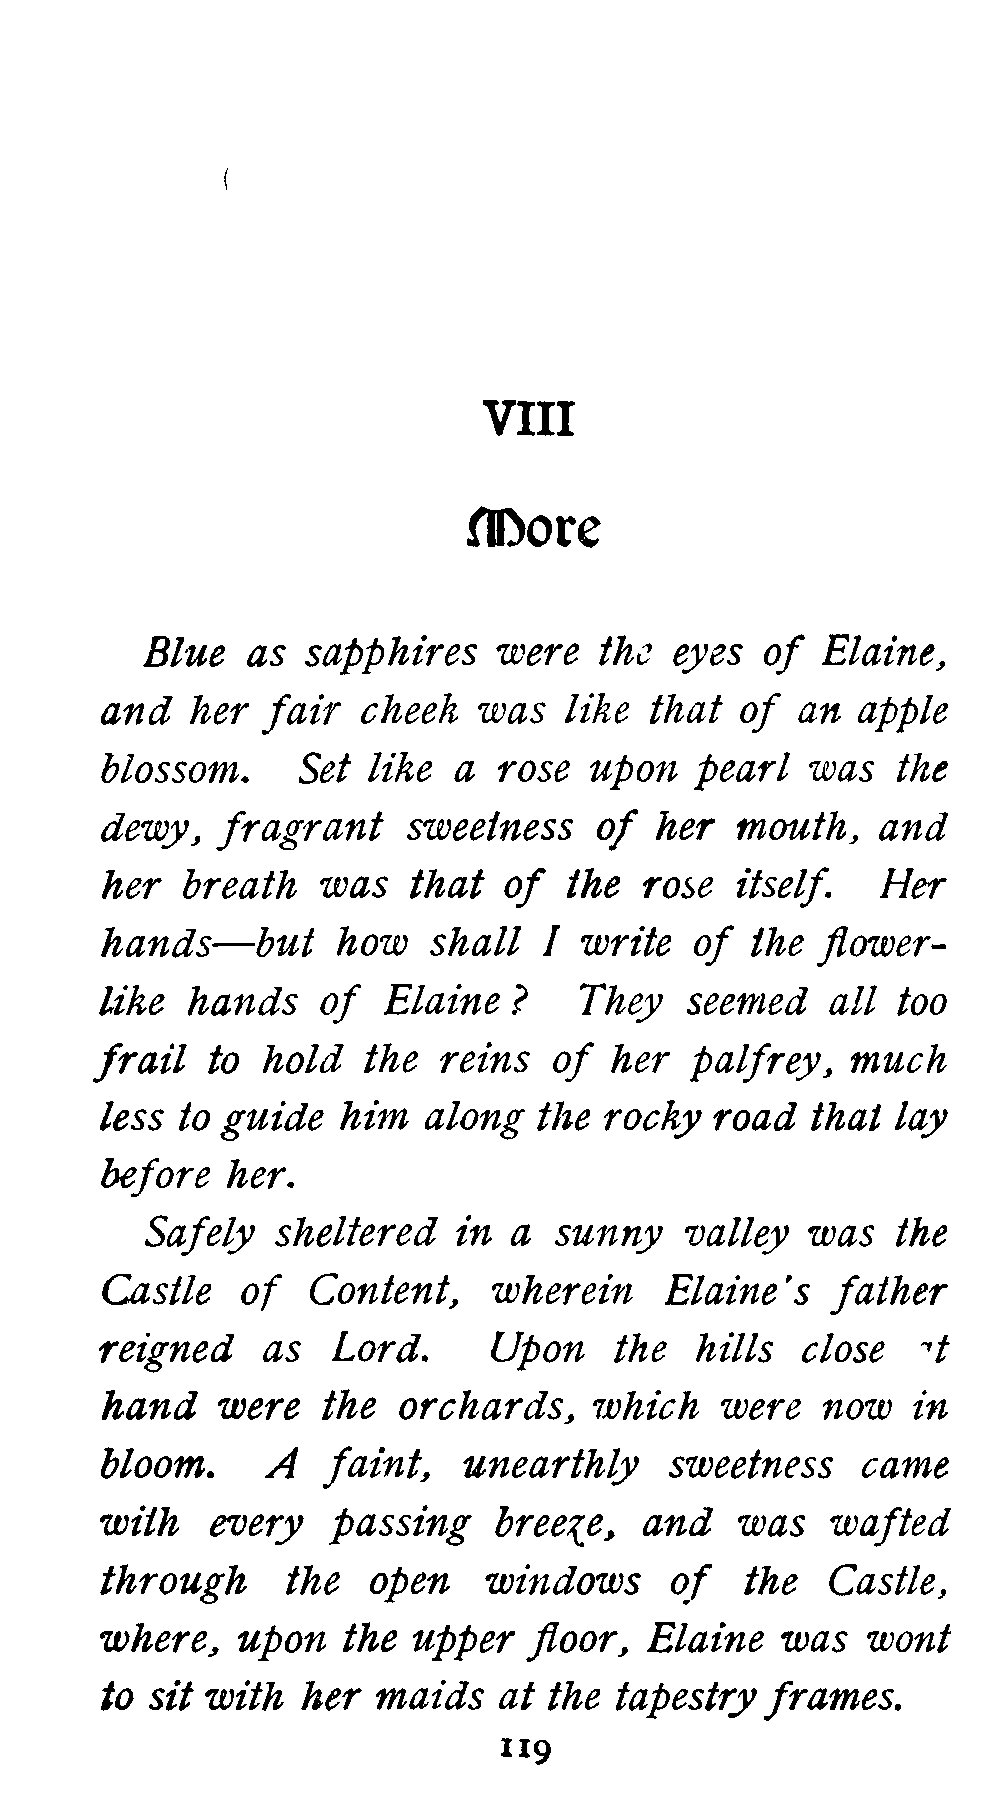 VIII
More
Blue as sapphires were the eyes of Elaine,
and her fair cheek was like that of an apple
blossom. Set like a rose upon pearl was the
dewy, fragrant sweetness of her mouth, and
her breath was that of the rose itself. Her
hands—but how shall I write of the flower-
like hands of Elaine? They seemed all too
frail to hold the reins of her palfrey, much
less to guide him along the rocky road that lay
before her.
Safely sheltered in a sunny valley was the
Castle of Content, wherein Elaine's father
reigned as Lord. Upon the hills close at
hand were the orchards, which were now in
bloom. A faint, unearthly sweetness came
with every passing breeze, and was wafted
through the open windows of the Castle,
where, upon the upper floor, Elaine was wont
to sit with her maids at the tapestry frames.
119